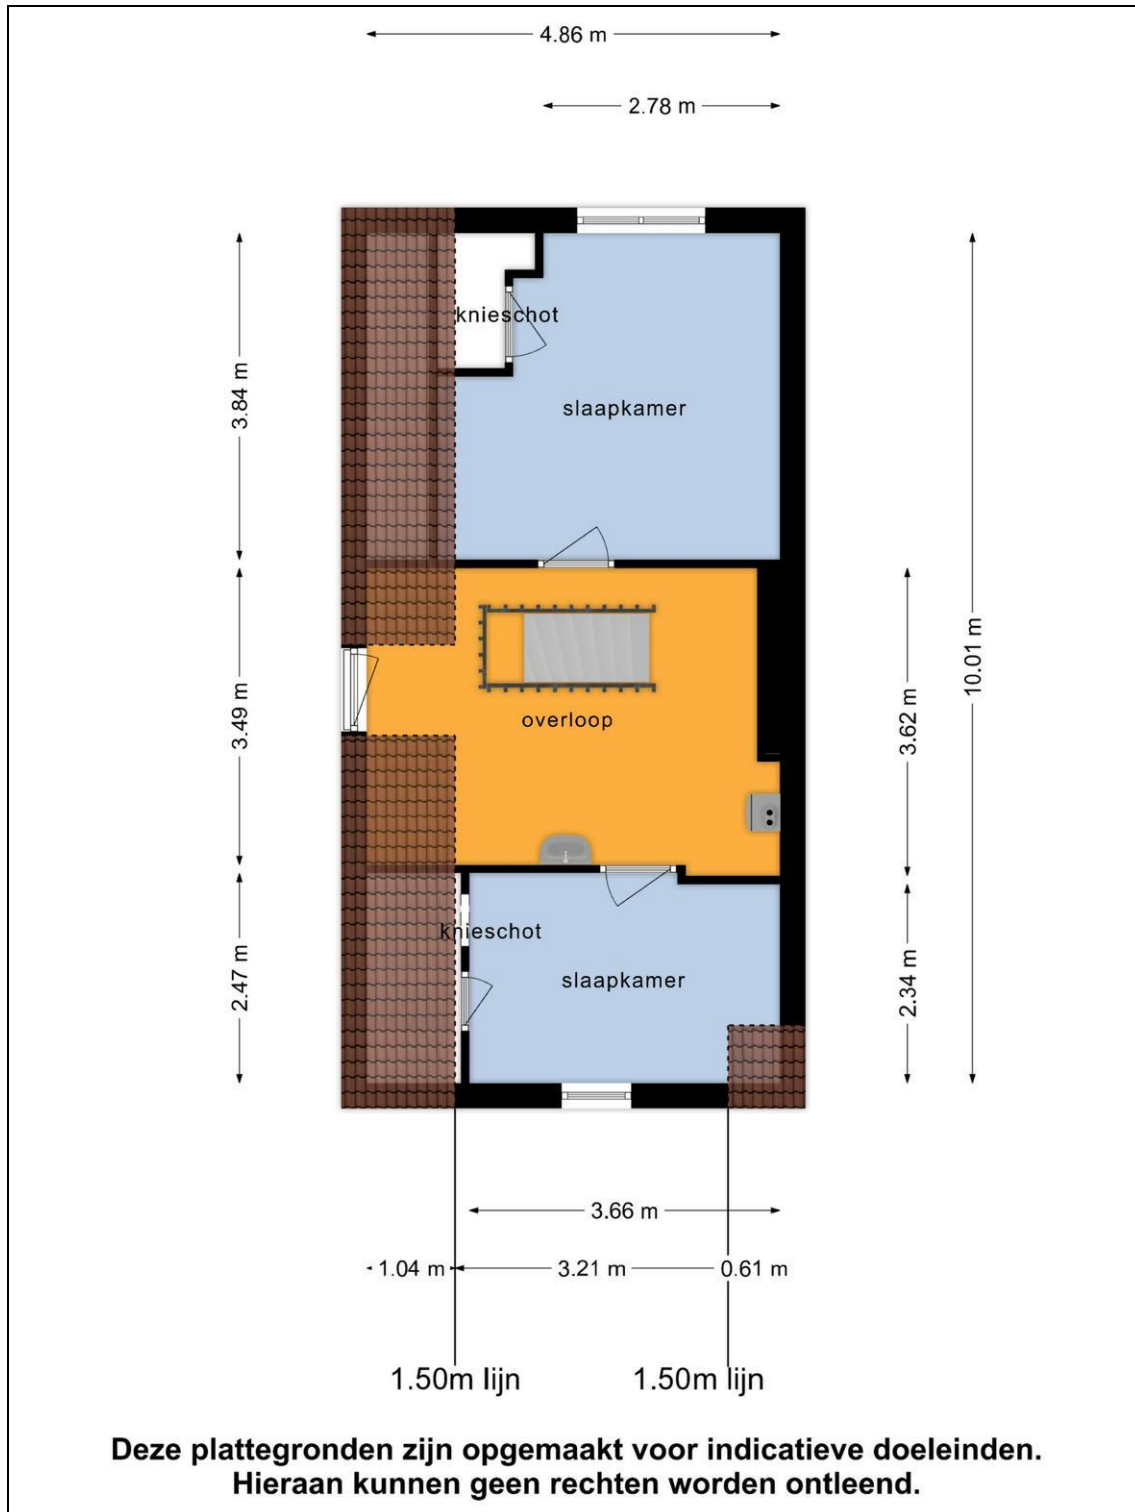 4.86 m
2.78 m
knieschot
slaapkamer
3.84 m
10.01 m
3.49 m
3.62 m
overloop
knieschot
slaapkamer
2.47 m
2.34 m
3.66 m
1.04 m
3.21 m
0.61 m
1.50m lijn
1.50m lijn
Deze plattegronden zijn opgemaakt voor indicatieve doeleinden.
Hieraan kunnen geen rechten worden ontleend.